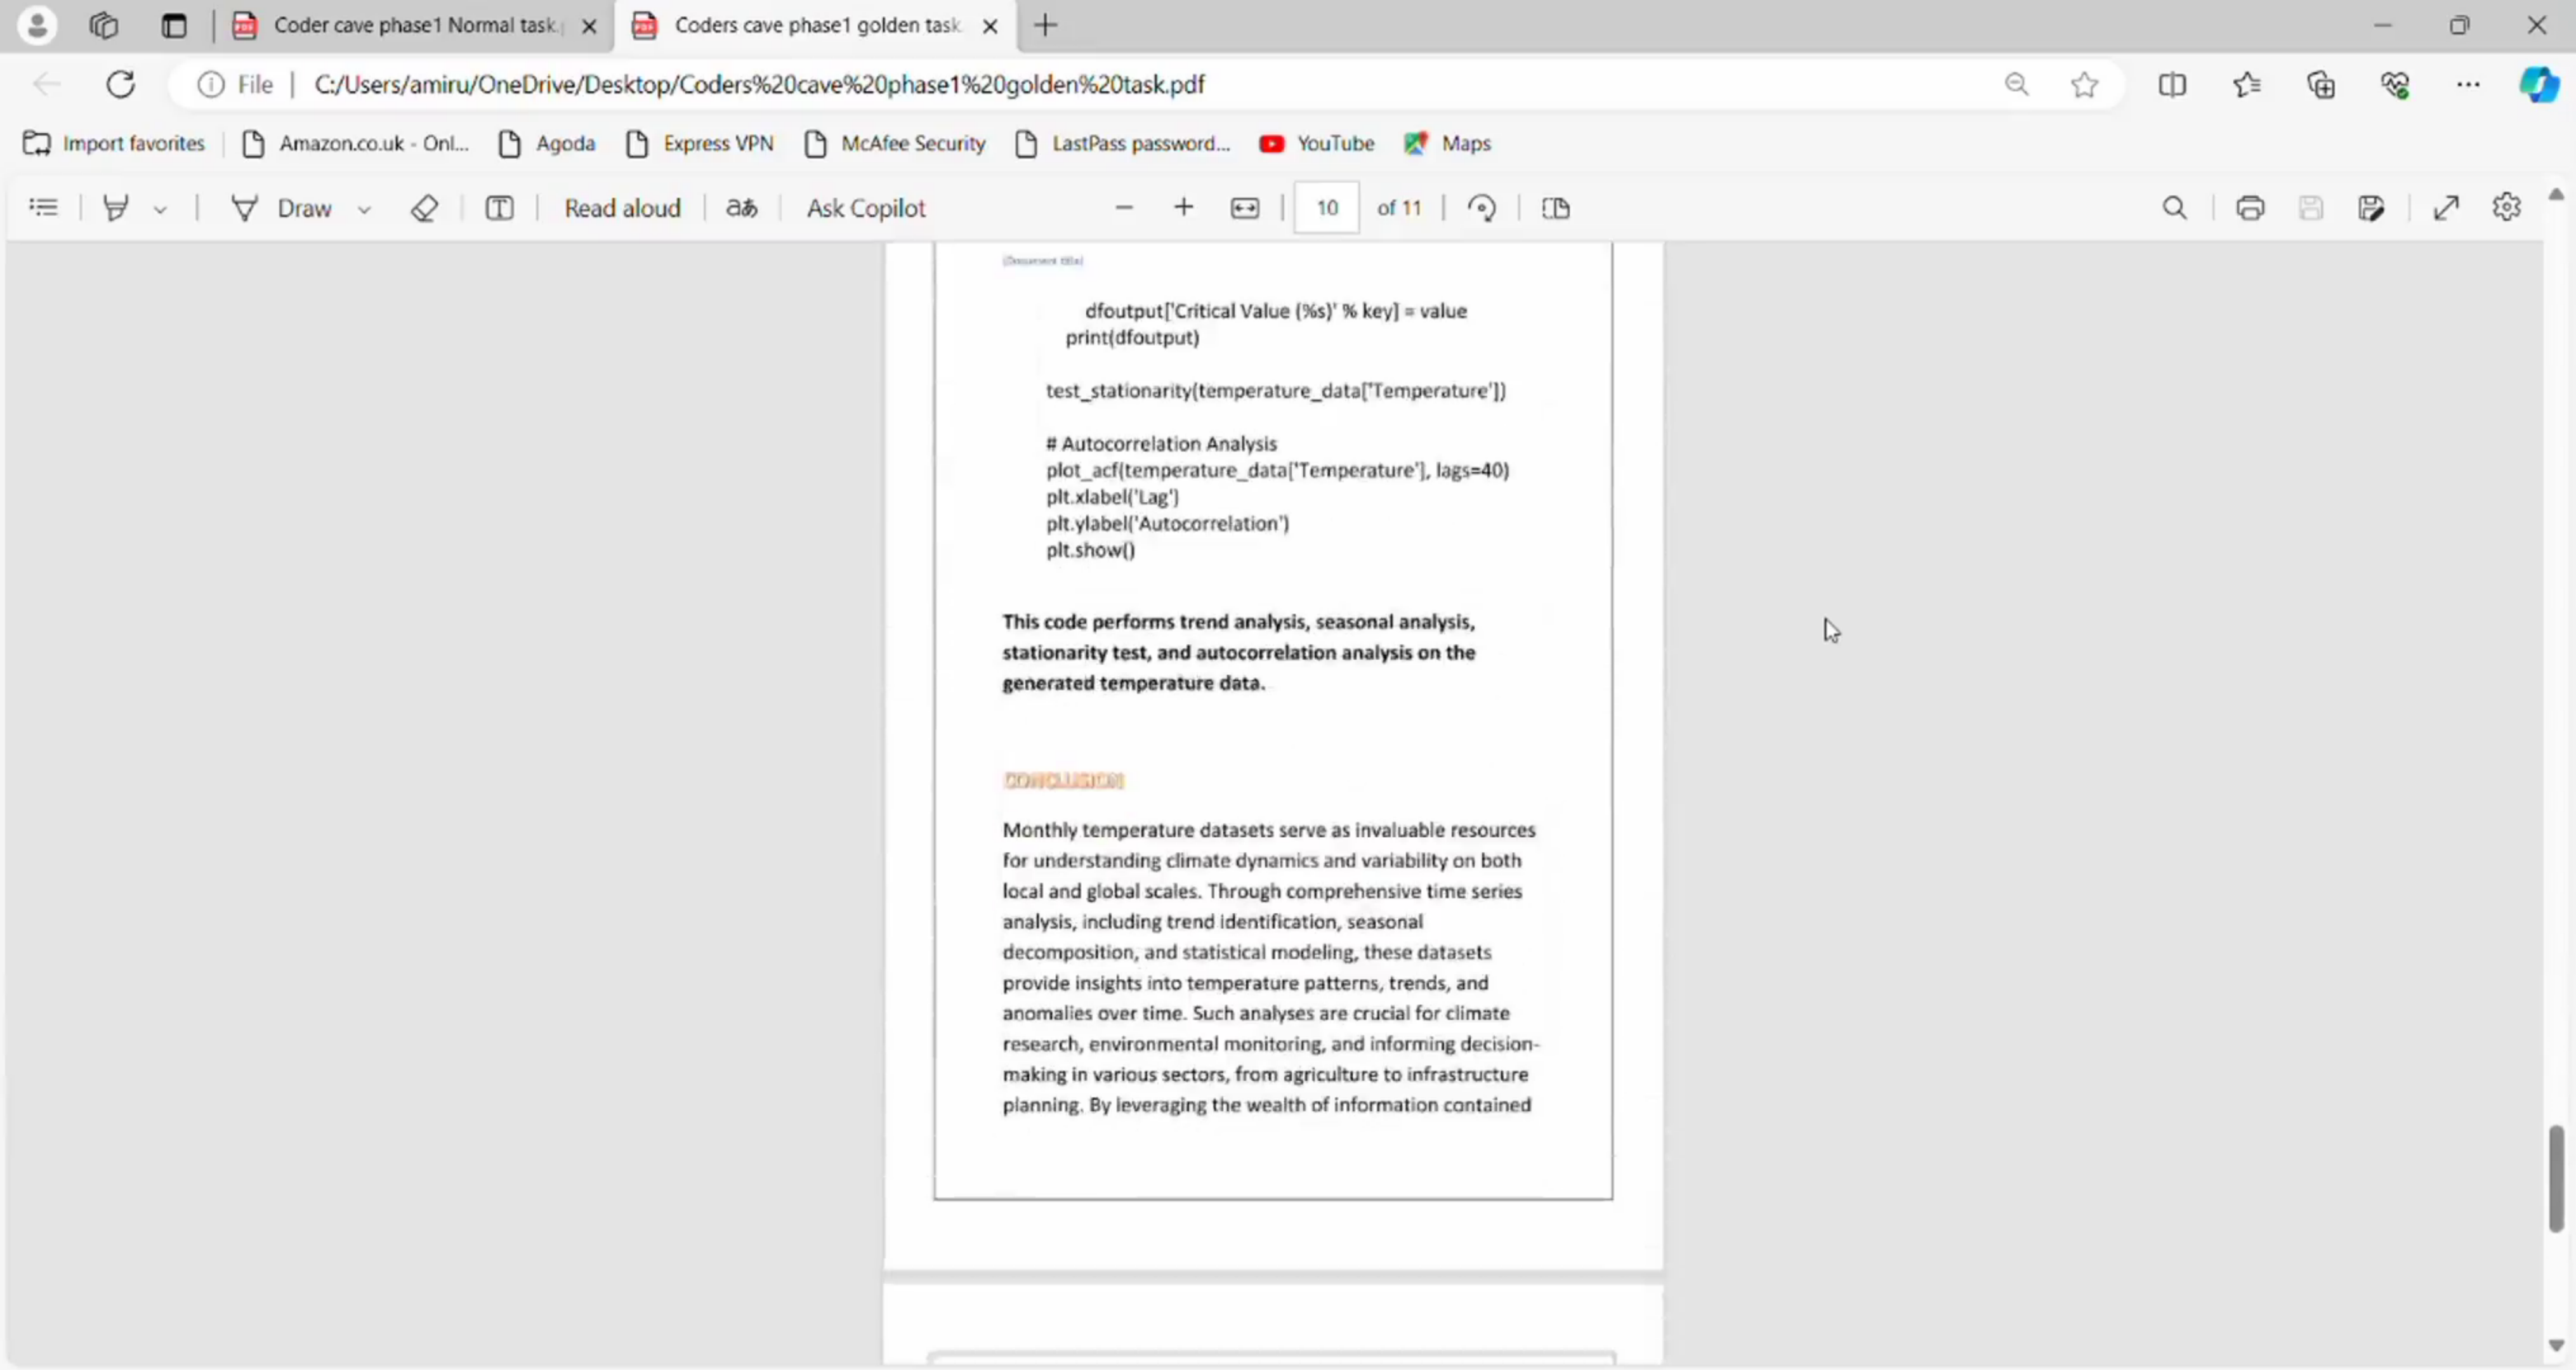 Coder cave phase1 Normal task.
Coders cave phase1 golden task
File
C:/Users/amiru/OneDrive/Desktop/Coders%20cave%20phase1%20golden%20task.pdf
Import favorites
Amazon.co.uk - Onl...
Agoda
Express VPN
McAfee Security
LastPass password...
YouTube
Maps
Draw
Read aloud
aあ
Ask Copilot
10 of 11
[Document title]
dfoutput['Critical Value (%s)' % key] = value
print(dfoutput)
test_stationarity(temperature_data['Temperature'])
# Autocorrelation Analysis
plot_acf(temperature_data['Temperature'], lags=40)
plt.xlabel('Lag')
plt.ylabel('Autocorrelation')
plt.show()
This code performs trend analysis, seasonal analysis,
stationarity test, and autocorrelation analysis on the
generated temperature data.
CONCLUSION
Monthly temperature datasets serve as invaluable resources
for understanding climate dynamics and variability on both
local and global scales. Through comprehensive time series
analysis, including trend identification, seasonal
decomposition, and statistical modeling, these datasets
provide insights into temperature patterns, trends, and
anomalies over time. Such analyses are crucial for climate
research, environmental monitoring, and informing decision-
making in various sectors, from agriculture to infrastructure
planning. By leveraging the wealth of information contained